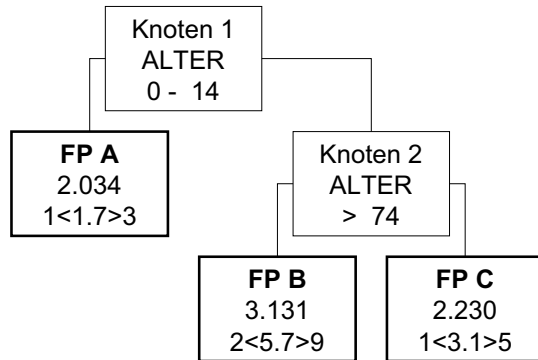 Knoten 1
ALTER
0 - 14
FP A
2.034
1<1.7>3
Knoten 2
ALTER
> 74
FP B
3.131
2<5.7>9
FP C
2.230
1<3.1>5